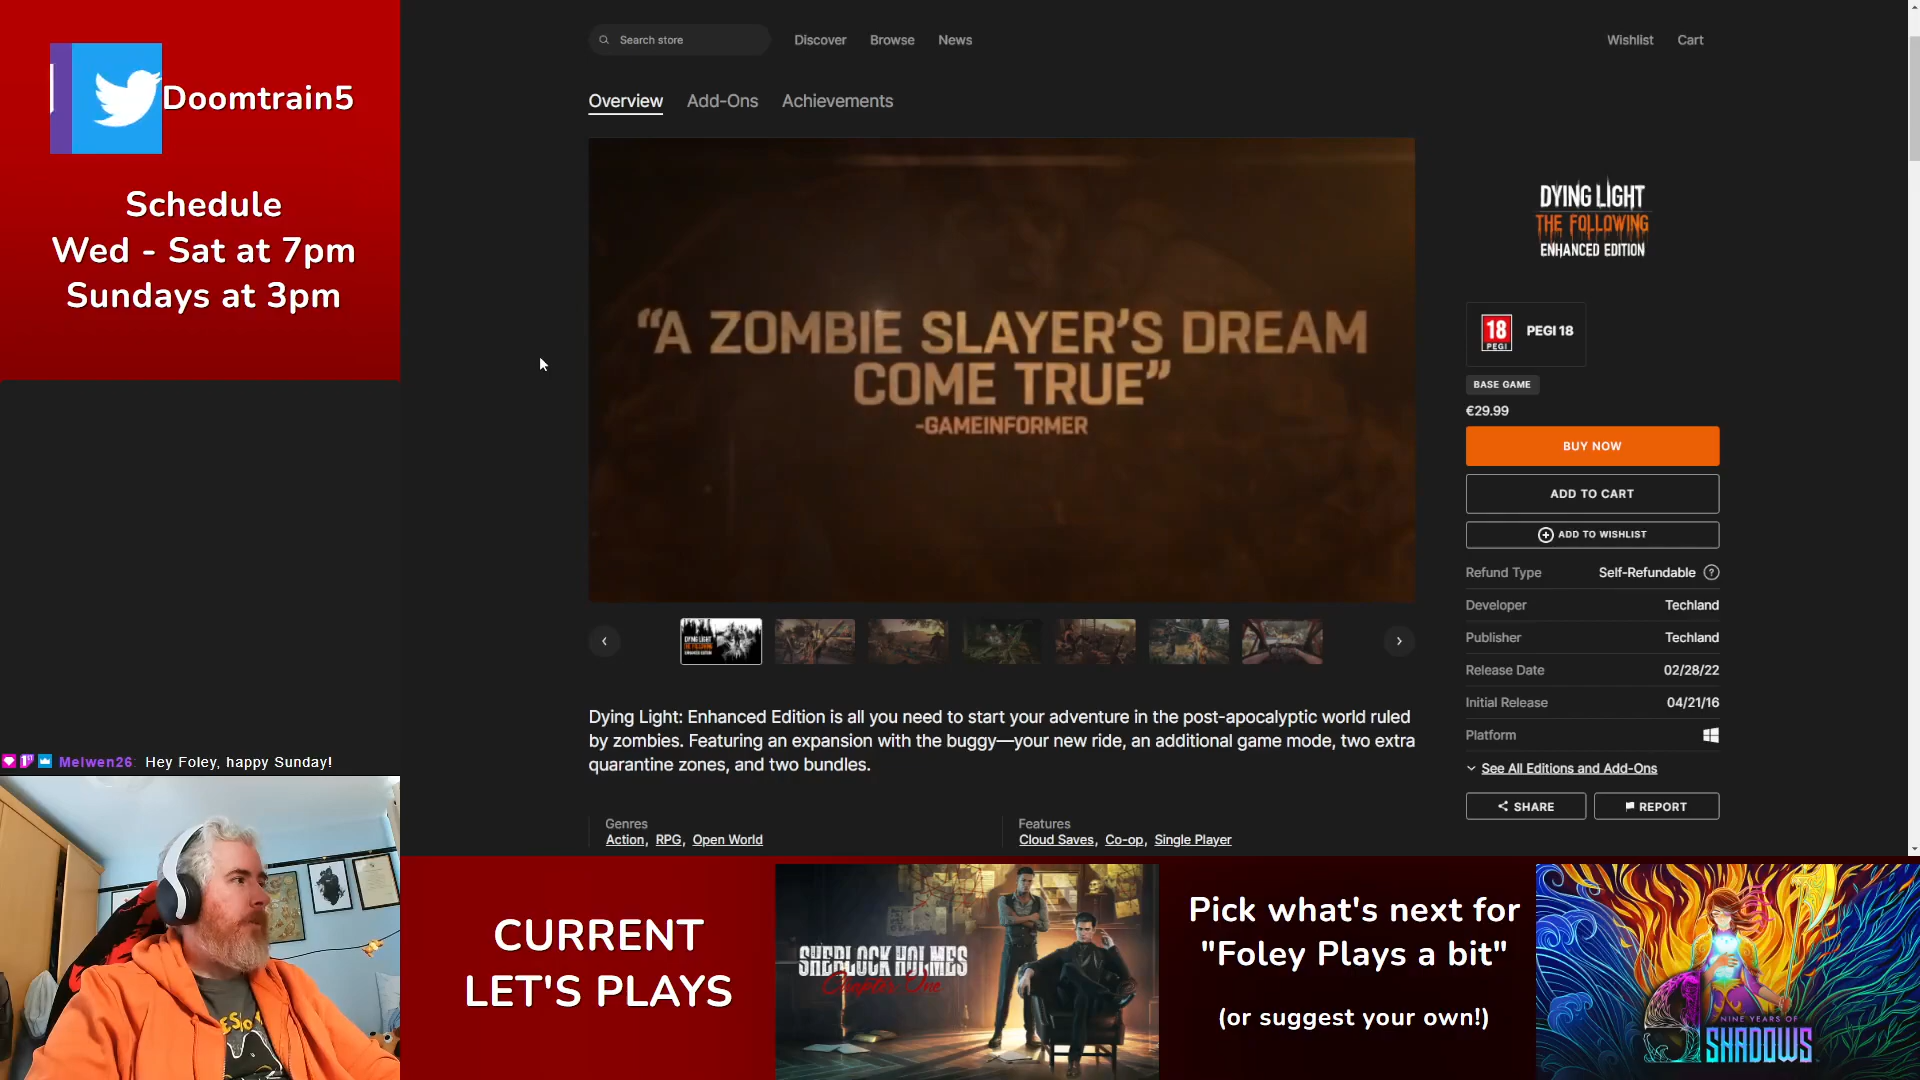 Doomtrain5
Schedule
Wed - Sat at 7pm
Sundays at 3pm
Melwen26: Hey Foley, happy Sunday!
Search store
Discover
Browse
News
Wishlist
Cart
Overview
Add-Ons
Achievements
"A ZOMBIE SLAYER'S DREAM
COME TRUE"
-GAMEINFORMER
Dying Light: Enhanced Edition is all you need to start your adventure in the post-apocalyptic world ruled
by zombies. Featuring an expansion with the buggy—your new ride, an additional game mode, two extra
quarantine zones, and two bundles.
Genres
Action, RPG, Open World
Features
Cloud Saves, Co-op, Single Player
DYING LIGHT
THE FOLLOWING
ENHANCED EDITION
18
PEGI
PEGI 18
BASE GAME
€29.99
BUY NOW
ADD TO CART
ADD TO WISHLIST
Refund Type Self-Refundable
Developer Techland
Publisher Techland
Release Date 02/28/22
Initial Release 04/21/16
Platform
See All Editions and Add-Ons
SHARE
REPORT
CURRENT
LET'S PLAYS
SHERLOCK HOLMES
Chapter One
Pick what's next for
"Foley Plays a bit"
(or suggest your own!)
NINE YEARS OF
SHADOWS